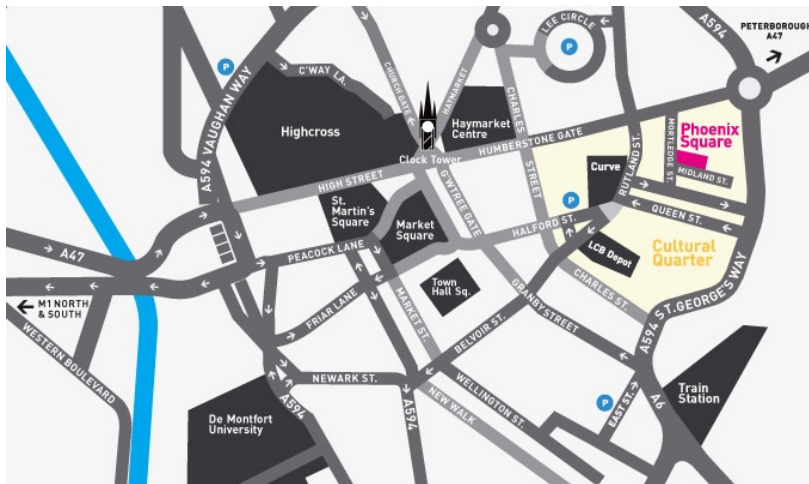 A594
PETERBOROUGH
A47
LEE CIRCLE
P
P
C'WAY LA.
CHURCH GATE
HAYMARKET
CHARLES
STREET
A594 VAUGHAN WAY
Highcross
Haymarket
Centre
Clock Tower
HUMBERSTONE GATE
RUTLAND ST.
MORTLEDGE ST.
Phoenix
Square
MIDLAND ST.
Curve
HIGH STREET
St.
Martin's
Square
Market
Square
G'WTREE GATE
P
HALFORD ST.
QUEEN ST.
LCB Depot
Cultural
Quarter
A47
PEACOCK LANE
Town
Hall Sq.
CHARLES ST.
M1 NORTH
& SOUTH
FRIAR LANE
MARKET ST.
GRANBY STREET
BELVOIR ST.
A594 ST.GEORGE'S WAY
WESTERN BOULEVARD
NEWARK ST.
WELLINGTON ST.
NEW WALK
A594
A594
De Montfort
University
P
EAST ST.
A6
Train
Station